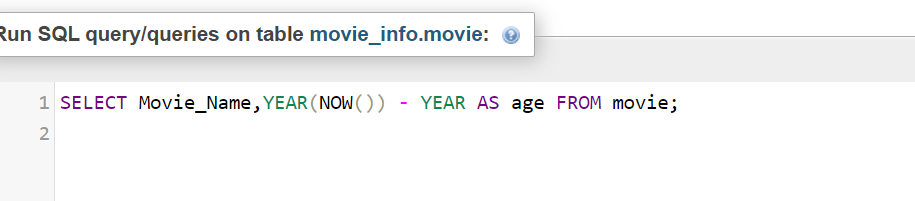 Run SQL query/queries on table movie_info.movie:
1 SELECT Movie_Name,YEAR(NOW()) - YEAR AS age FROM movie;
2